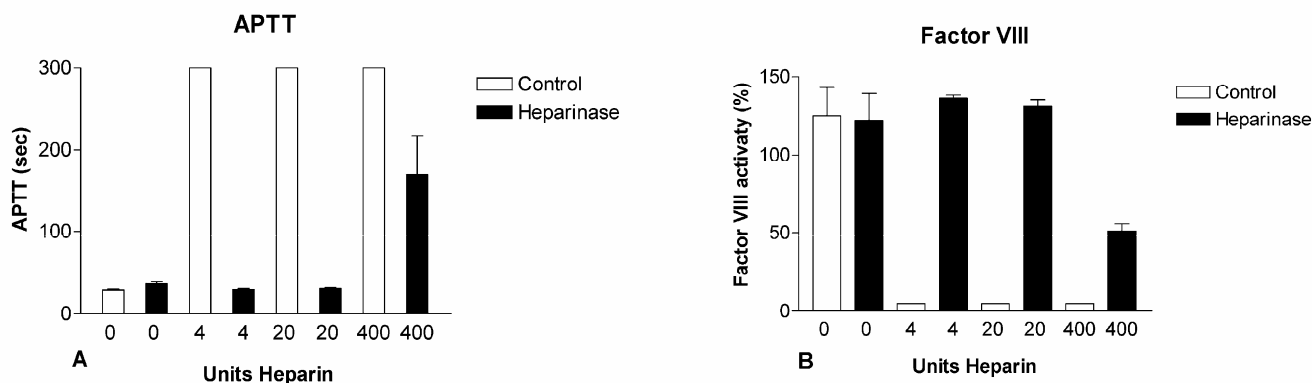 APTT
300
200
100
0
APTT (sec)
0 0 4 4 20 20 400 400
Units Heparin
A
Control
Heparinase
Factor VIII
150
100
50
0
Factor VIII activaty (%)
0 0 4 4 20 20 400 400
Units Heparin
B
Control
Heparinase